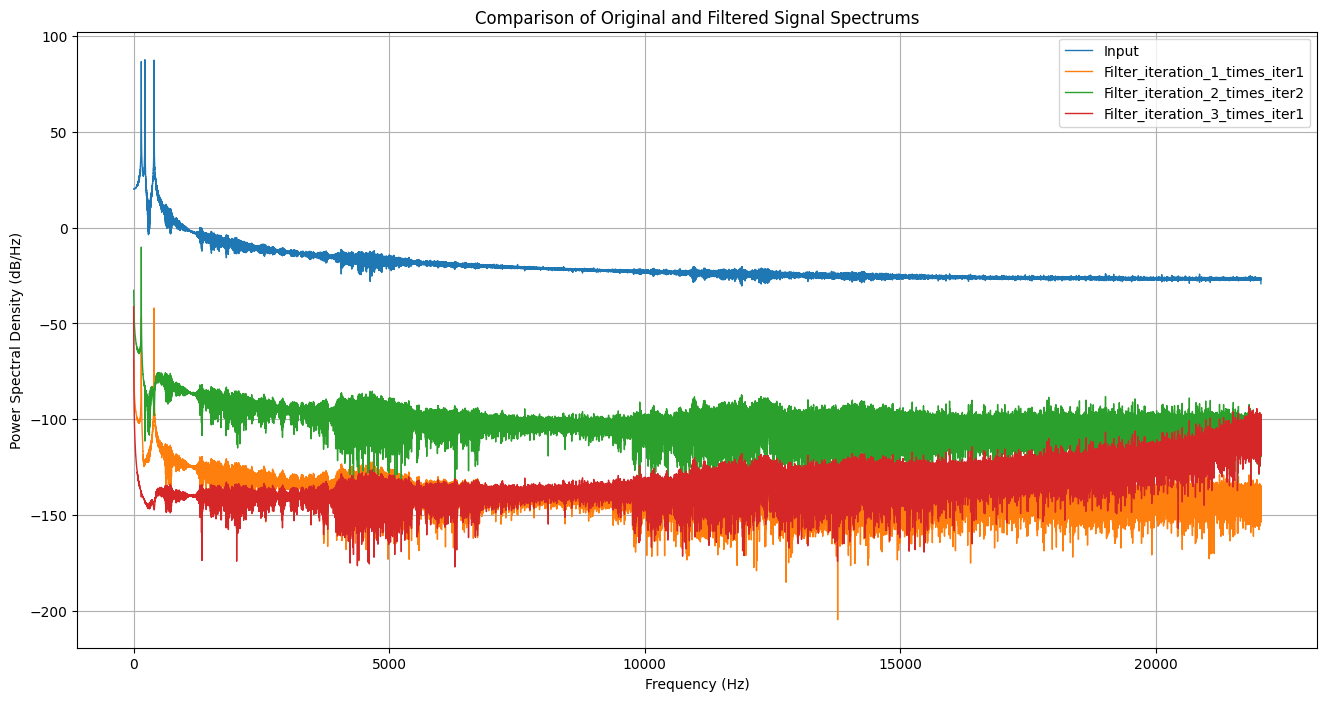 Comparison of Original and Filtered Signal Spectrums
Input
Filter_iteration_1_times_iter1
Filter_iteration_2_times_iter2
Filter_iteration_3_times_iter1
Power Spectral Density (dB/Hz)
100
50
0
−50
−100
−150
−200
0
5000
10000
15000
20000
Frequency (Hz)